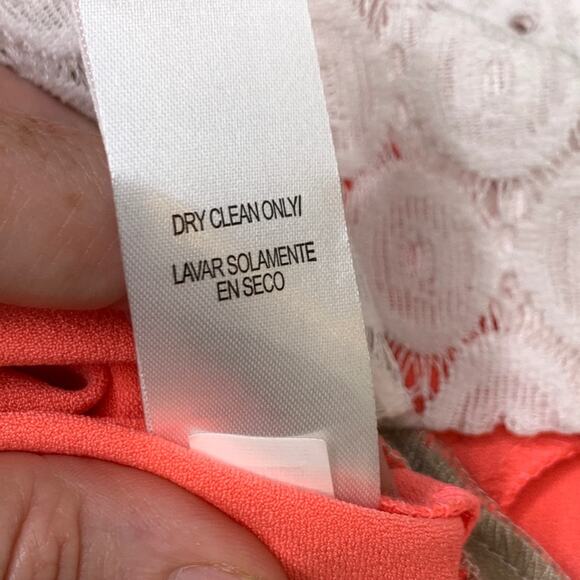 DRY CLEAN ONLY/
LAVAR SOLAMENTE
EN SECO